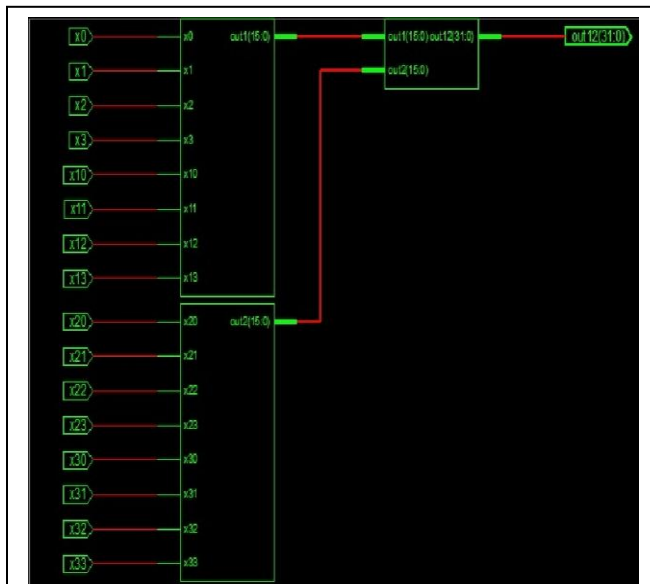 x0 x0 out1(15:0) out1(15:0) out12(31:0) out12(31:0)
x1 x1 out2(15:0)
x2 x2
x3 x3
x10 x10
x11 x11
x12 x12
x13 x13
x20 x20 out2(15:0)
x21 x21
x22 x22
x23 x23
x30 x30
x31 x31
x32 x32
x33 x33